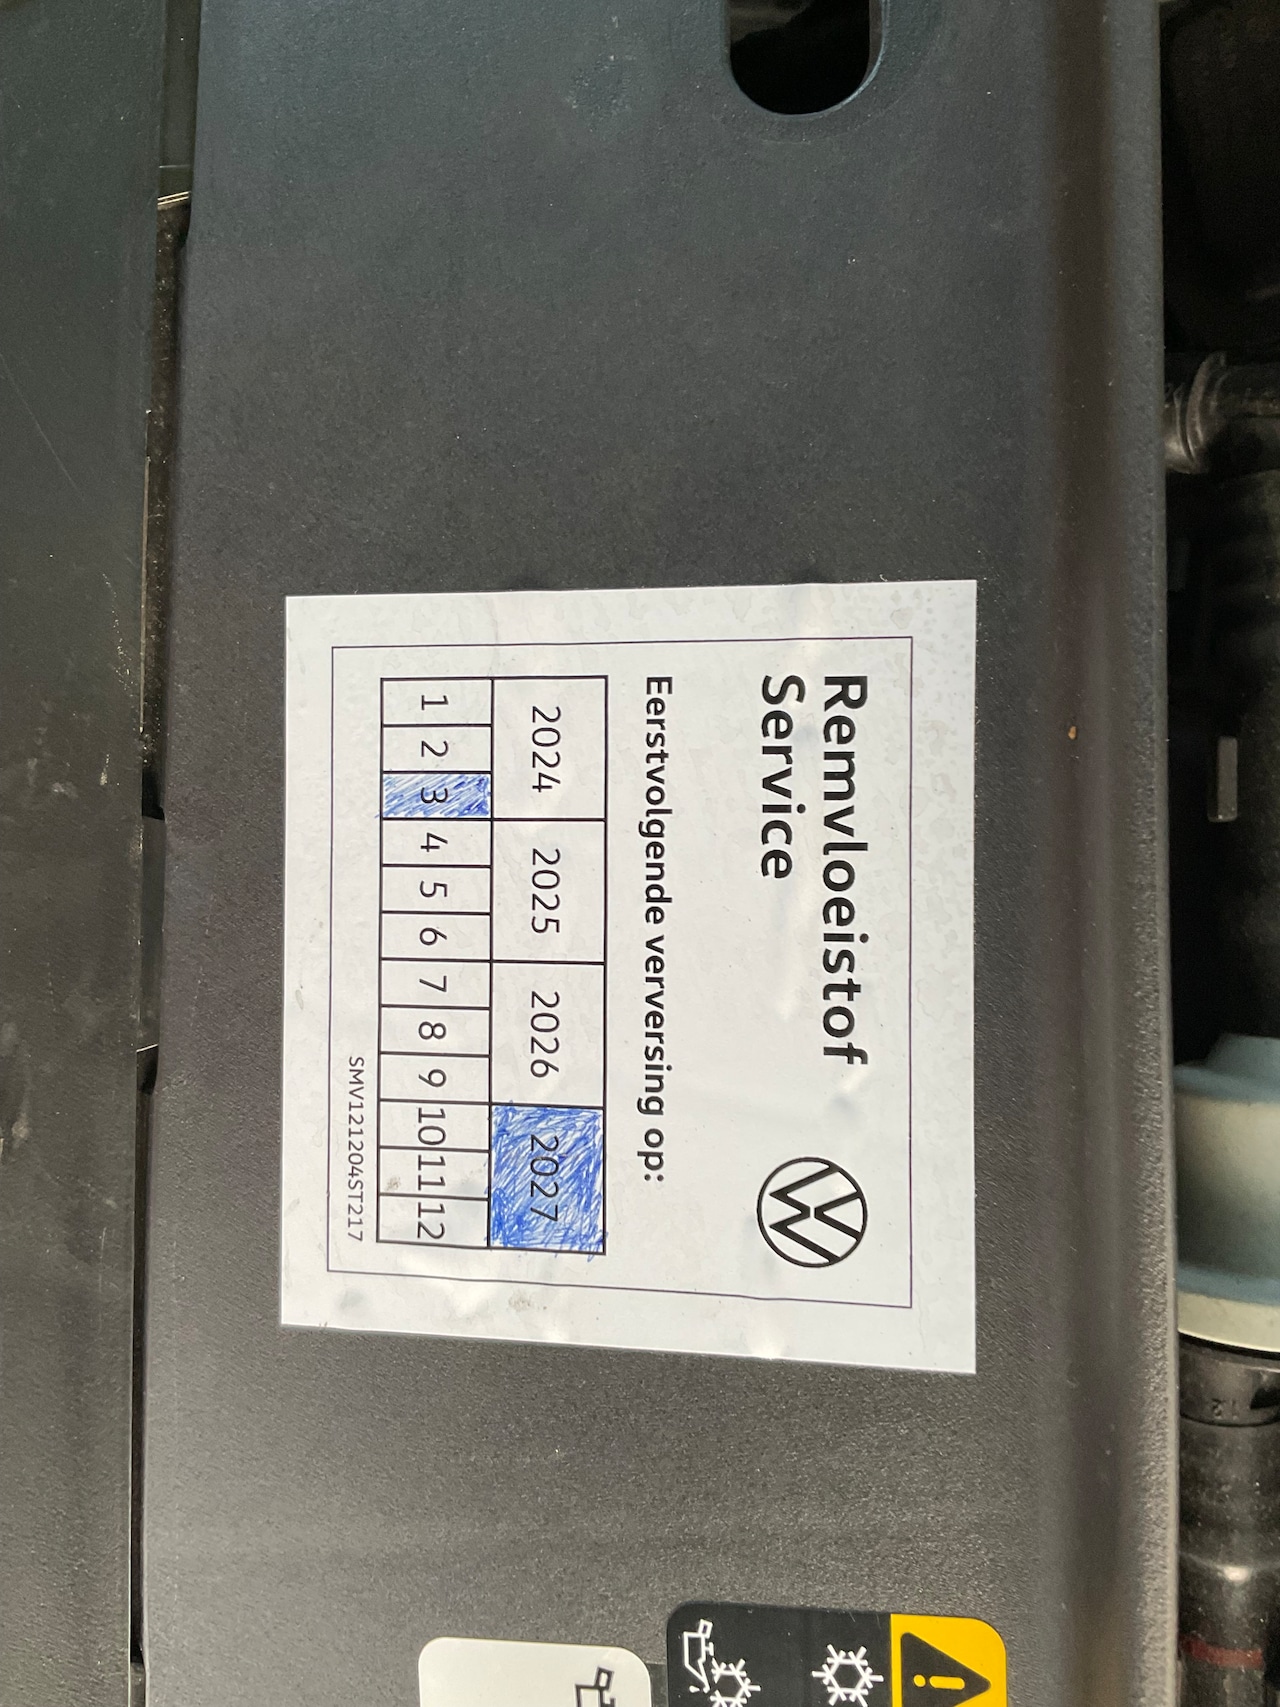 Remvloeistof
Service
Eerstvolgende verversing op:
2024 2025 2026 2027
1 2 3 4 5 6 7 8 9 10 11 12
SMV121204ST217